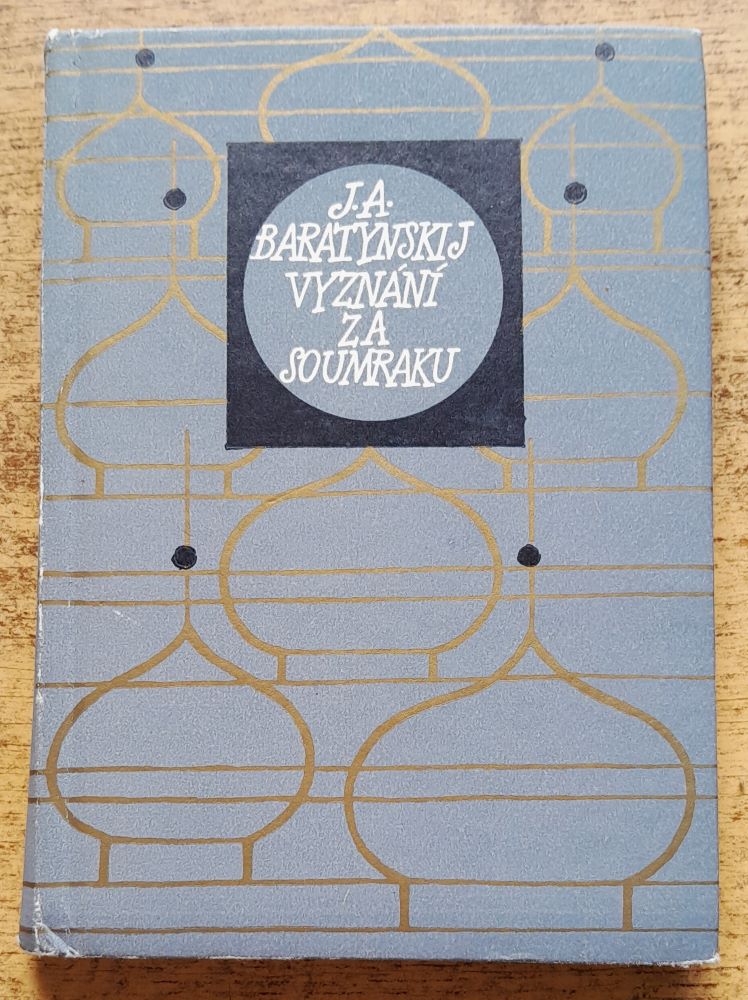 J. A.
BARATYNSKIJ
VYZNÁNÍ
ZA
SOUMRAKU